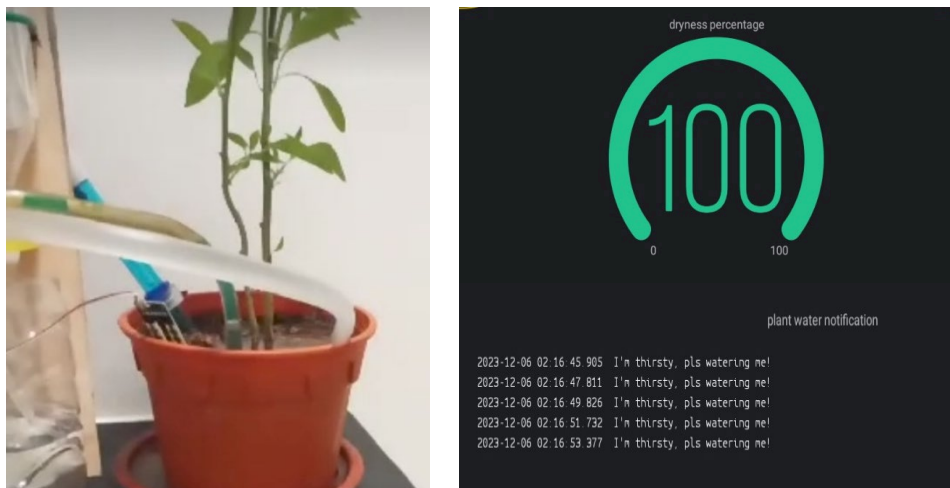 dryness percentage
100
0 100
plant water notification
2023-12-06 02:16:45.905 I'm thirsty, pls watering me!
2023-12-06 02:16:47.811 I'm thirsty, pls watering me!
2023-12-06 02:16:49.826 I'm thirsty, pls watering me!
2023-12-06 02:16:51.732 I'm thirsty, pls watering me!
2023-12-06 02:16:53.377 I'm thirsty, pls watering me!